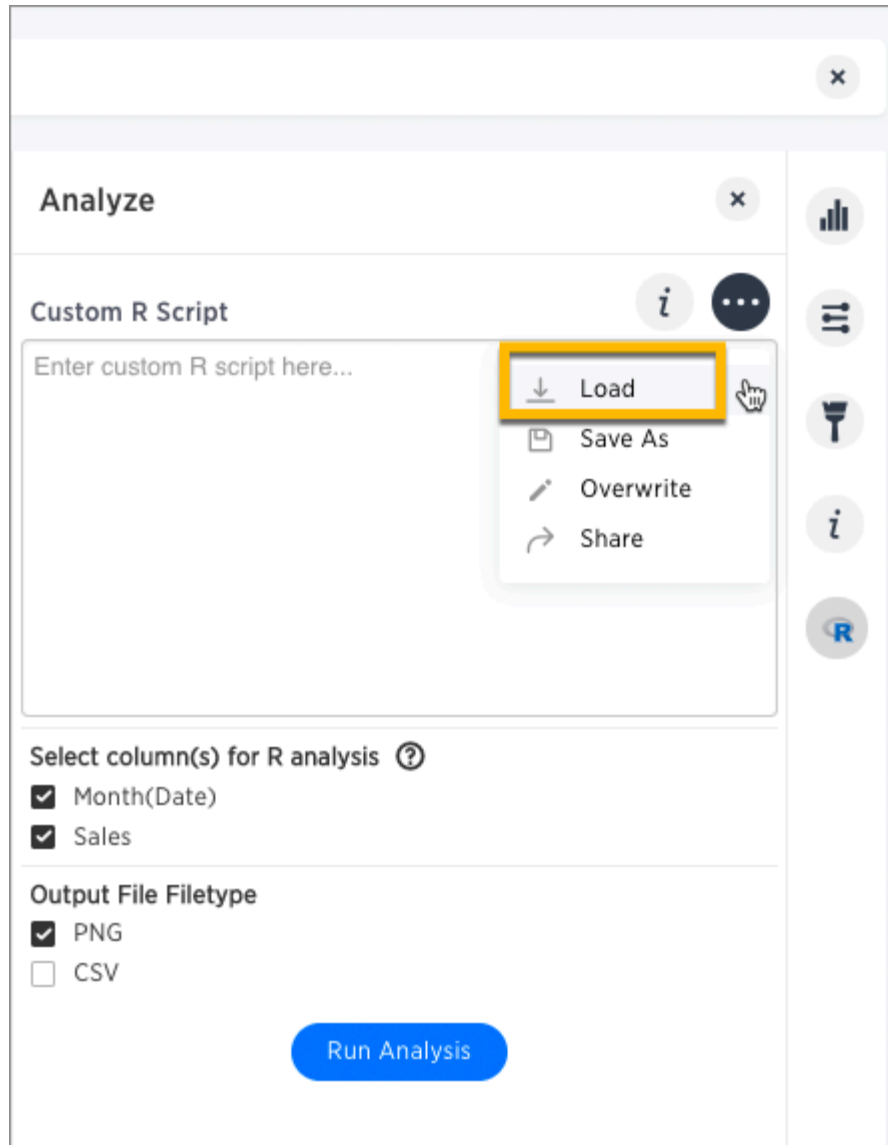 Analyze
Custom R Script
i
Enter custom R script here...
Load
Save As
Overwrite
Share
i
R
Select column(s) for R analysis ?
Month(Date)
Sales
Output File Filetype
PNG
CSV
Run Analysis